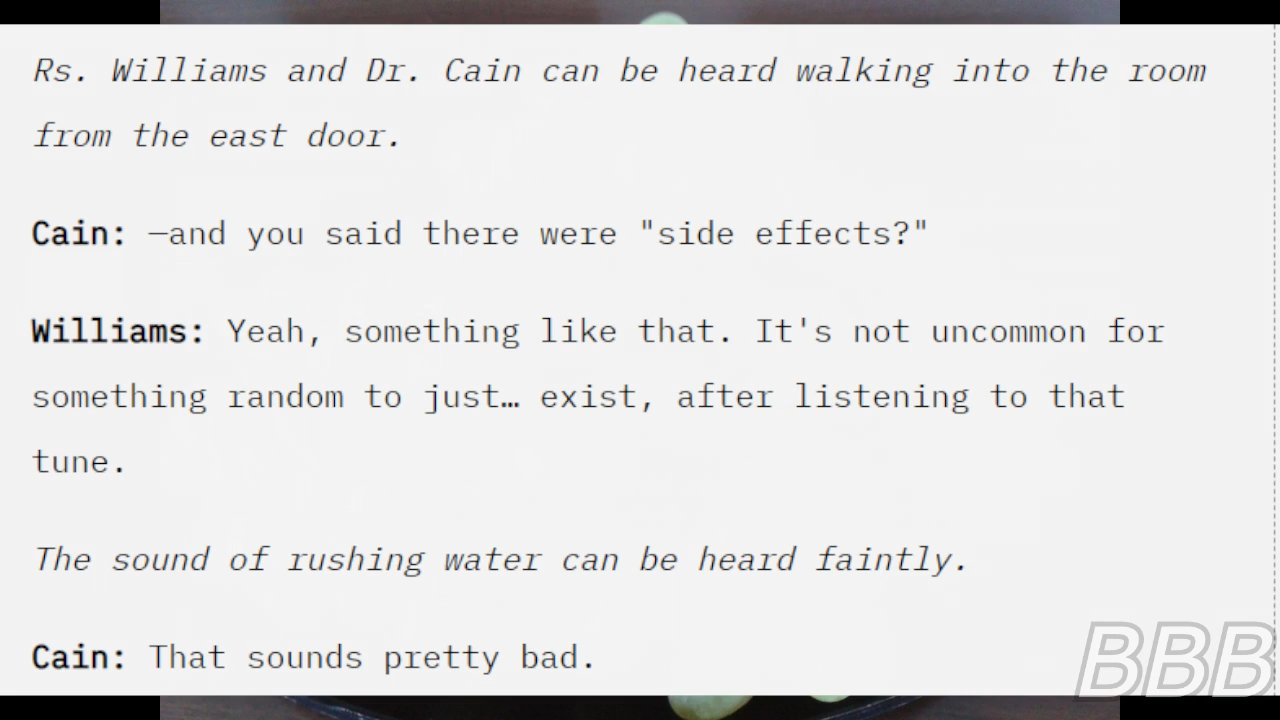 Rs. Williams and Dr. Cain can be heard walking into the room
from the east door.
Cain: —and you said there were "side effects?"
Williams: Yeah, something like that. It's not uncommon for
something random to just… exist, after listening to that
tune.
The sound of rushing water can be heard faintly.
Cain: That sounds pretty bad.
BBB